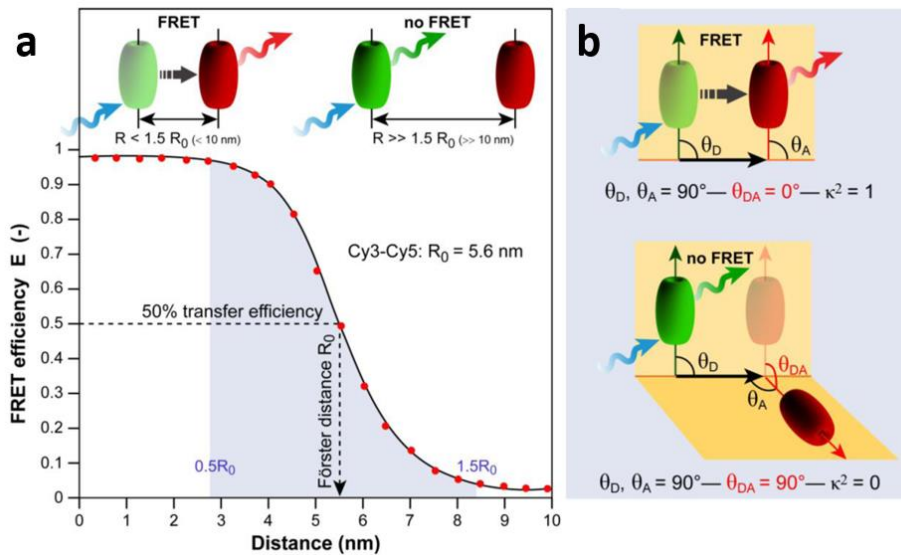 a
FRET
no FRET
R < 1.5 R₀ (< 10 nm)
R >> 1.5 R₀ (>> 10 nm)
FRET efficiency E (-)
1
0.9
0.8
0.7
0.6
0.5
0.4
0.3
0.2
0.1
0
Cy3-Cy5: R₀ = 5.6 nm
50% transfer efficiency
Förster distance R₀
0.5R₀
1.5R₀
0 1 2 3 4 5 6 7 8 9 10
Distance (nm)
b
FRET
θD
θA
θD, θA = 90°— θDA = 0°— κ² = 1
no FRET
θD
θDA
θA
θD, θA = 90°— θDA = 90°— κ² = 0